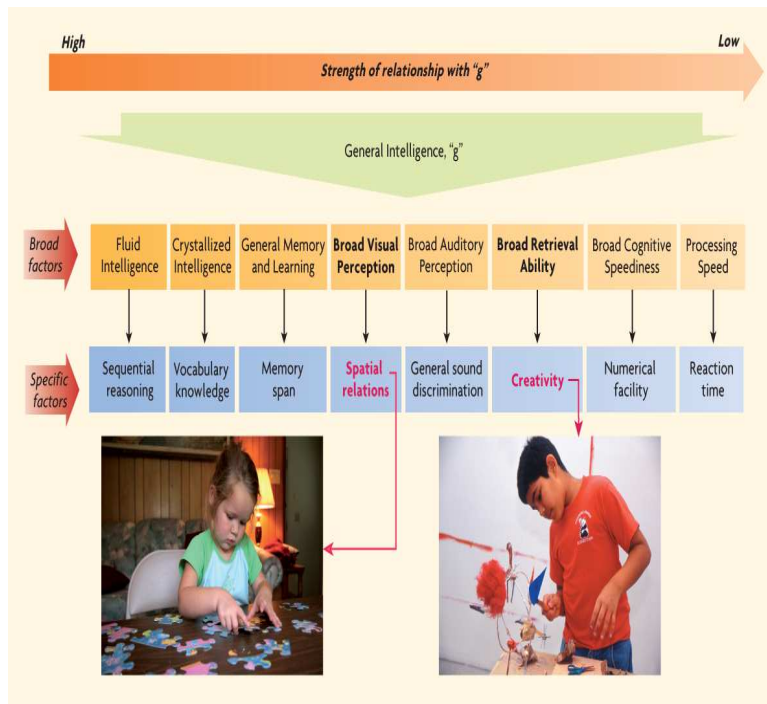 High
Low
Strength of relationship with “g”
General Intelligence, “g”
Broad
factors
Fluid
Intelligence
Crystallized
Intelligence
General Memory
and Learning
Broad Visual
Perception
Broad Auditory
Perception
Broad Retrieval
Ability
Broad Cognitive
Speediness
Processing
Speed
Specific
factors
Sequential
reasoning
Vocabulary
knowledge
Memory
span
Spatial
relations
General sound
discrimination
Creativity
Numerical
facility
Reaction
time